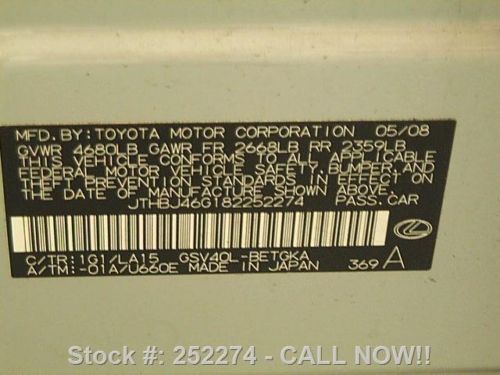 MFD. BY: TOYOTA MOTOR CORPORATION 05/08
GVWR 4680LB GAWR FR 2668LB RR 2359LB
THIS VEHICLE CONFORMS TO ALL APPLICABLE
FEDERAL MOTOR VEHICLE SAFETY, BUMPER, AND
THEFT PREVENTION STANDARDS IN EFFECT ON
THE DATE OF MANUFACTURE SHOWN ABOVE.
JTHBJ46G182252274 PASS.CAR
C/TR:1G1/LA15 GSV40L-BETGKA
A/TM:-01A/U660E MADE IN JAPAN 369 A
Stock #: 252274 - CALL NOW!!